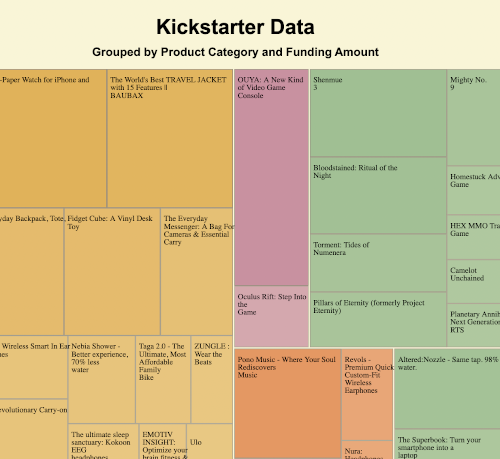 Kickstarter Data
Grouped by Product Category and Funding Amount
-Paper Watch for iPhone and
The World's Best TRAVEL JACKET
with 15 Features ||
BAUBAX
OUYA: A New Kind
of Video Game
Console
Shenmue
3
Mighty No.
9
Bloodstained: Ritual of the
Night
Homestuck Adv
Game
yday Backpack, Tote,
Fidget Cube: A Vinyl Desk
Toy
The Everyday
Messenger: A Bag For
Cameras & Essential
Carry
HEX MMO Tra
Game
Torment: Tides of
Numenera
Camelot
Unchained
Oculus Rift: Step Into
the
Game
Pillars of Eternity (formerly Project
Eternity)
Planetary Annih
Next Generation
RTS
Wireless Smart In Ear
nes
Nebia Shower -
Better experience,
70% less
water
Taga 2.0 - The
Ultimate, Most
Affordable
Family
Bike
ZUNGLE :
Wear the
Beats
Pono Music - Where Your Soul
Rediscovers
Music
Revols -
Premium Quick
Custom-Fit
Wireless
Earphones
Altered:Nozzle - Same tap. 98%
water.
evolutionary Carry-on
The ultimate sleep
sanctuary: Kokoon
EEG
headphones
EMOTIV
INSIGHT:
Optimize your
brain fitness &
Ulo
Nura:
Headphones
The Superbook: Turn your
smartphone into a
laptop